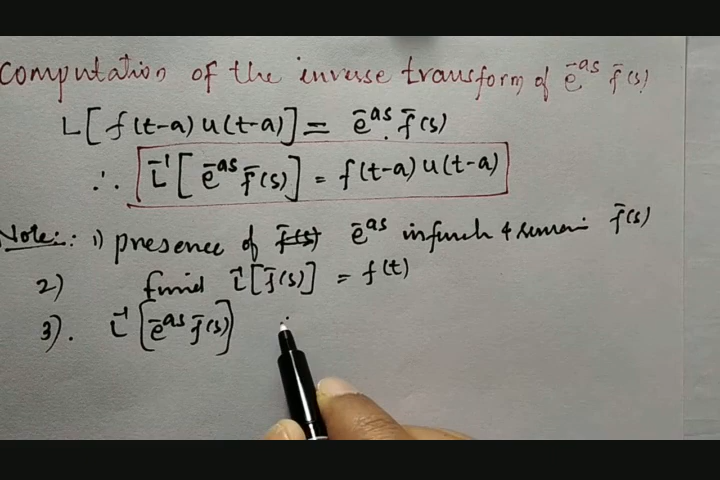 Computation of the inverse transform of e^{-as} f̄(s)
L[f(t-a) u(t-a)] = e^{-as}. f̄(s)
∴ L^{-1}[e^{-as} f̄(s)] = f(t-a) u(t-a)
Note:: 1) presence of f̄(s) e^{-as} in f̄(s)
2) find L^{-1}[f̄(s)] = f(t)
3). L^{-1}[e^{-as} f̄(s)]